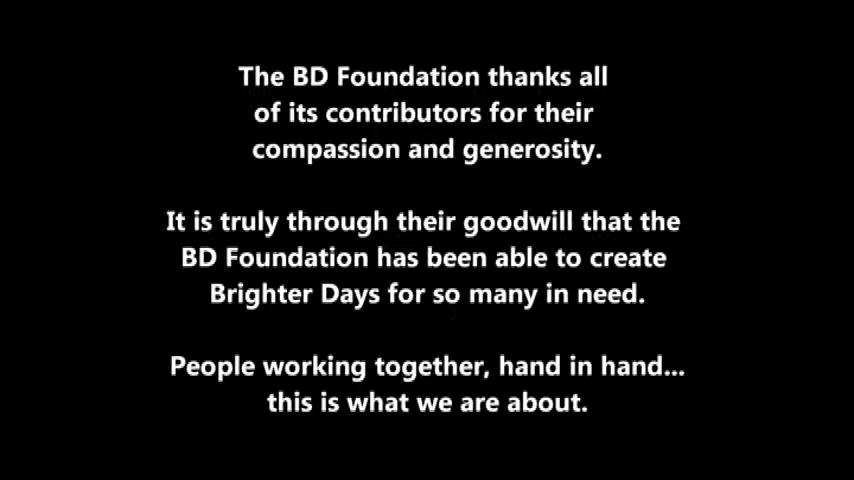 The BD Foundation thanks all
of its contributors for their
compassion and generosity.
It is truly through their goodwill that the
BD Foundation has been able to create
Brighter Days for so many in need.
People working together, hand in hand...
this is what we are about.